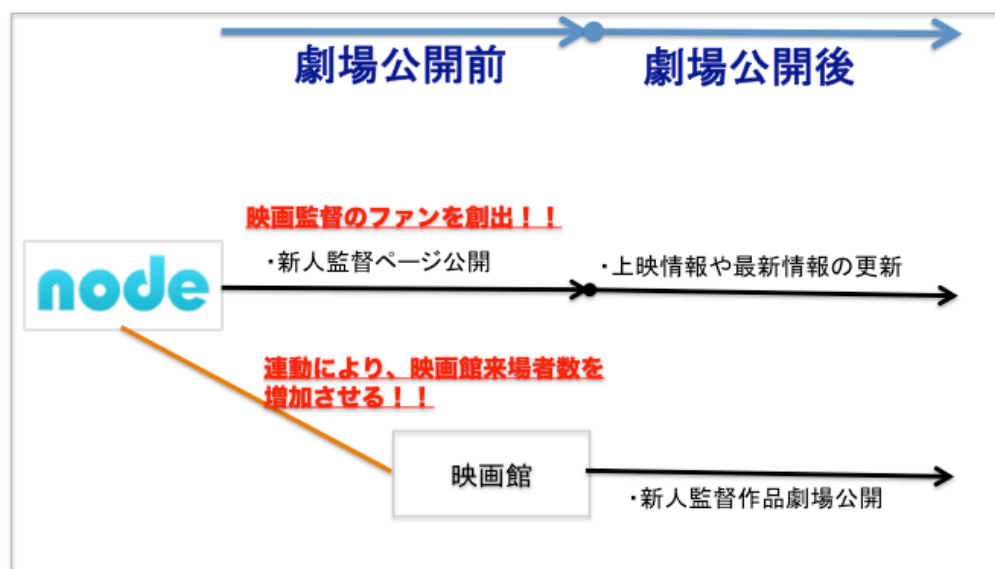 劇場公開前
劇場公開後
映画監督のファンを創出！！
・新人監督ページ公開
・上映情報や最新情報の更新
node
連動により、映画館来場者数を
増加させる！！
映画館
・新人監督作品劇場公開